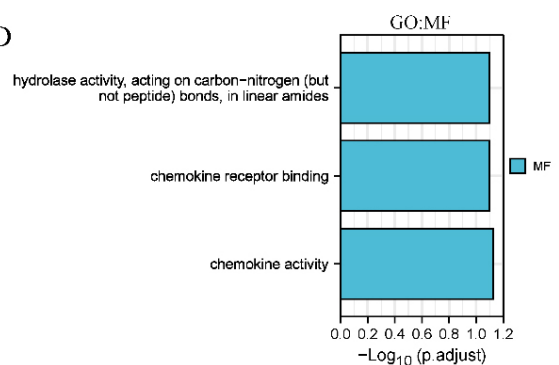 GO:MF
hydrolase activity, acting on carbon−nitrogen (but
not peptide) bonds, in linear amides
chemokine receptor binding
MF
chemokine activity
0.0 0.2 0.4 0.6 0.8 1.0 1.2
−Log10 (p.adjust)